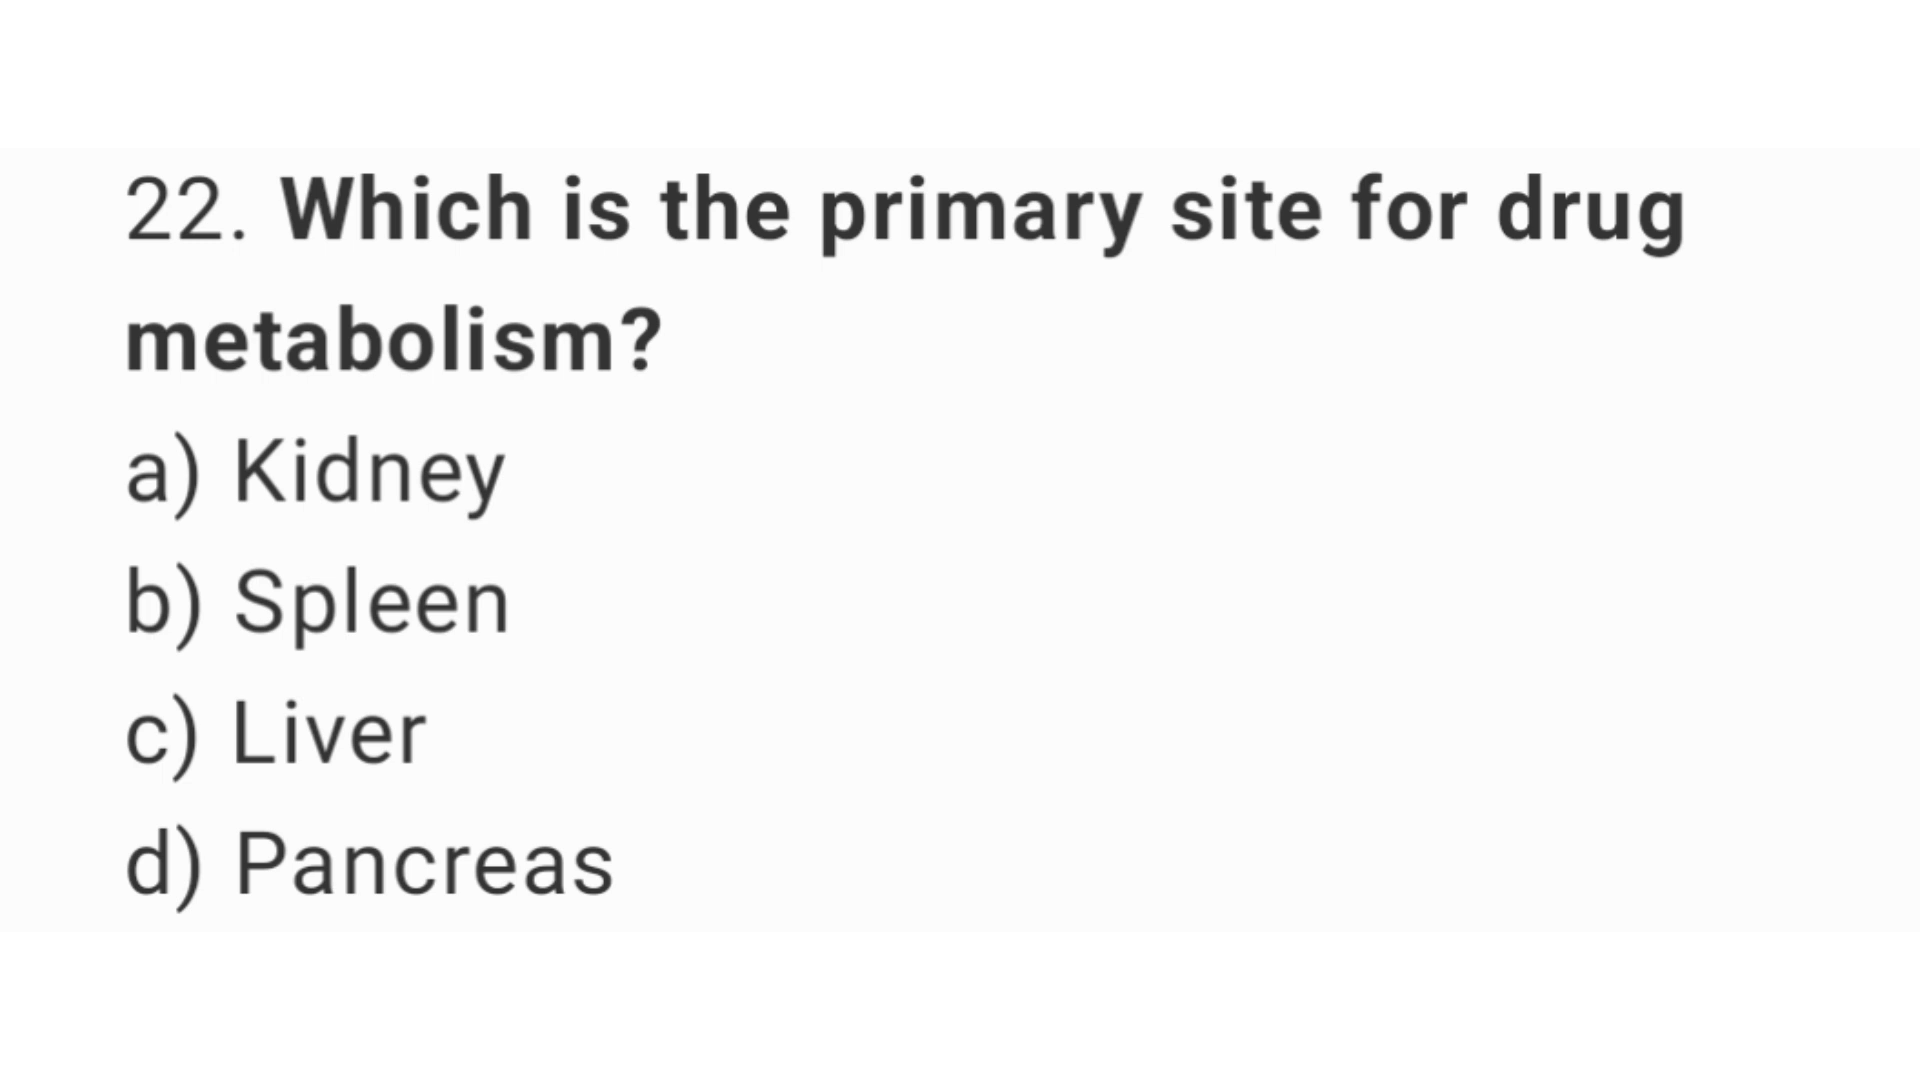 22. Which is the primary site for drug
metabolism?
a) Kidney
b) Spleen
c) Liver
d) Pancreas